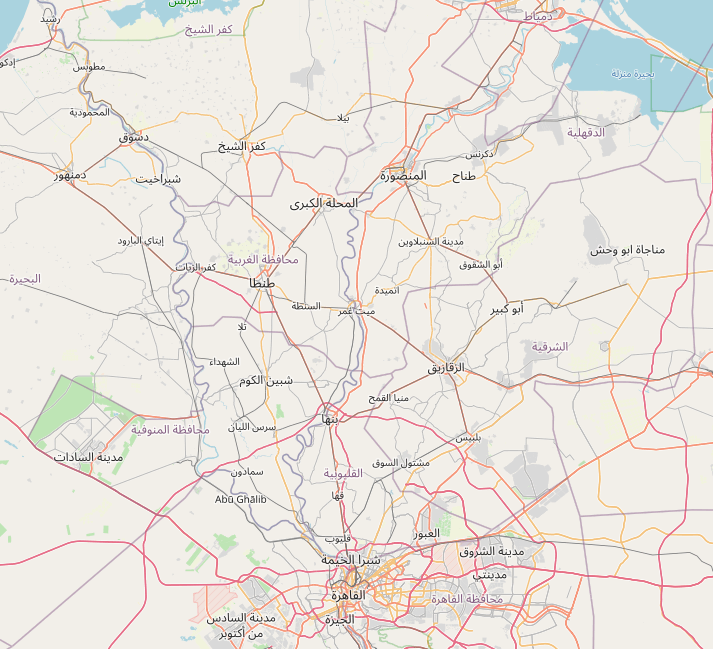 البرلس
رشيد
دمياط
كفر الشيخ
إدكو
مطوبس
بحيرة منزلة
المحمودية
بيلا
دسوق
الدقهلية
كفر الشيخ
دكرنس
دمنهور
شبراخيت
المنصورة
طناح
المحلة الكبرى
إيتاي البارود
مدينة السنبلاوين
مناجاة ابو وحش
محافظة الغربية
كفر الزيات
أبو الشقوق
البحيرة
طنطا
اتميدة
السنطة
ميت غمر
أبو كبير
تلا
الشرقية
الشهداء
الزقازيق
شبين الكوم
منيا القمح
بنها
محافظة المنوفية
سرس الليان
بلبيس
مدينة السادات
مشتول السوق
سمادون
القليوبية
Abū Ghālib
قها
العبور
قليوب
مدينة الشروق
شبرا الخيمة
مدينتي
القاهرة
محافظة القاهرة
مدينة السادس
من أكتوبر
الجيزة